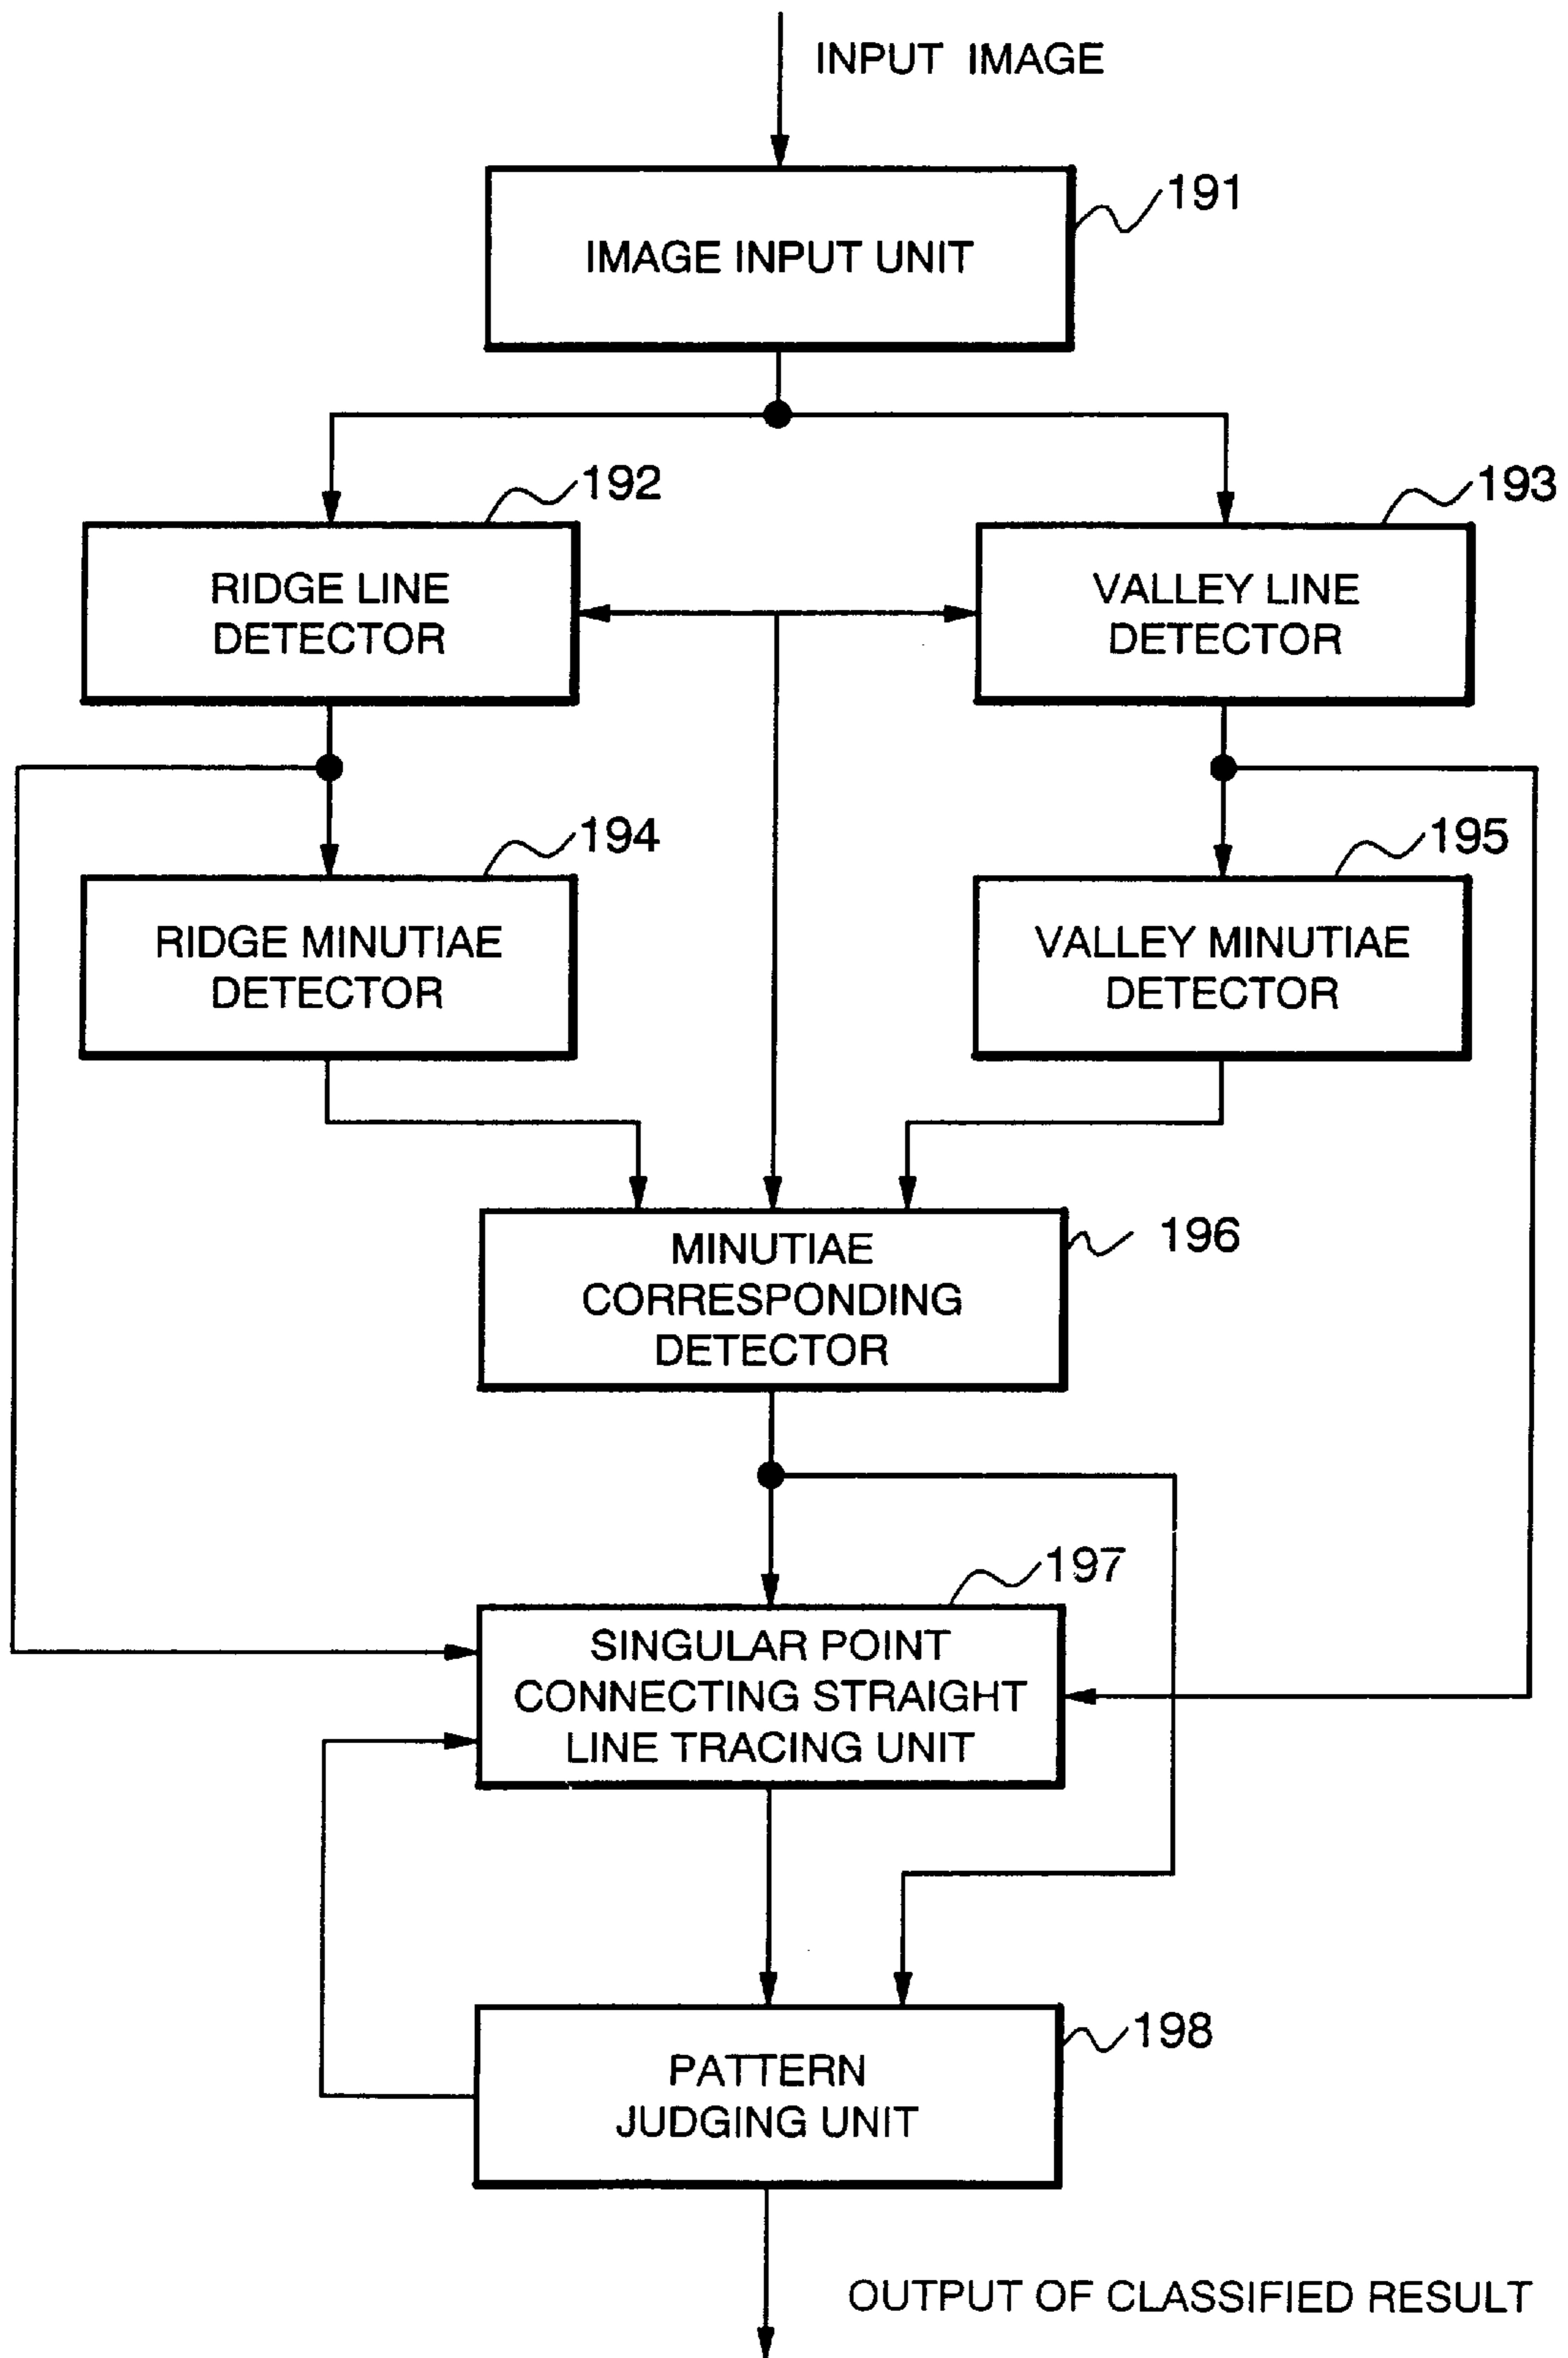 INPUT IMAGE
191
IMAGE INPUT UNIT
192
193
RIDGE LINE
DETECTOR
VALLEY LINE
DETECTOR
194
195
RIDGE MINUTIAE
DETECTOR
VALLEY MINUTIAE
DETECTOR
196
MINUTIAE
CORRESPONDING
DETECTOR
197
SINGULAR POINT
CONNECTING STRAIGHT
LINE TRACING UNIT
198
PATTERN
JUDGING UNIT
OUTPUT OF CLASSIFIED RESULT